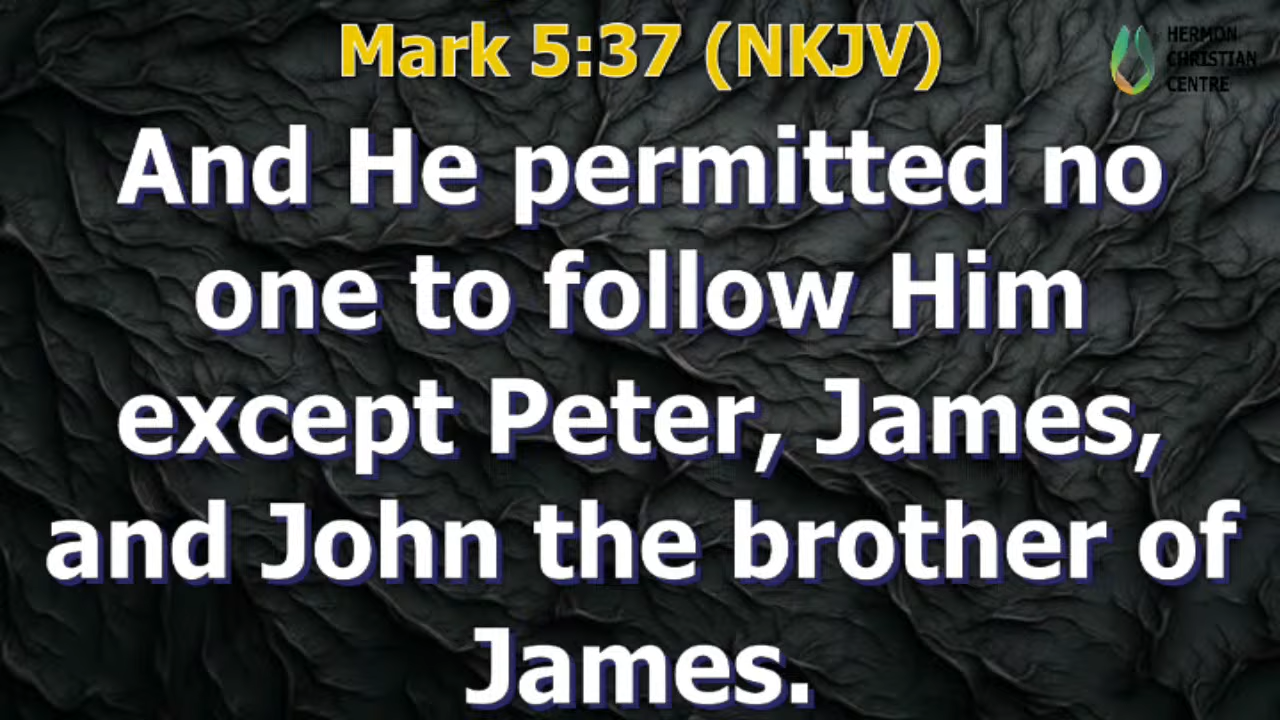 Mark 5:37 (NKJV)
HERMON
CHRISTIAN
CENTRE
And He permitted no
one to follow Him
except Peter, James,
and John the brother of
James.